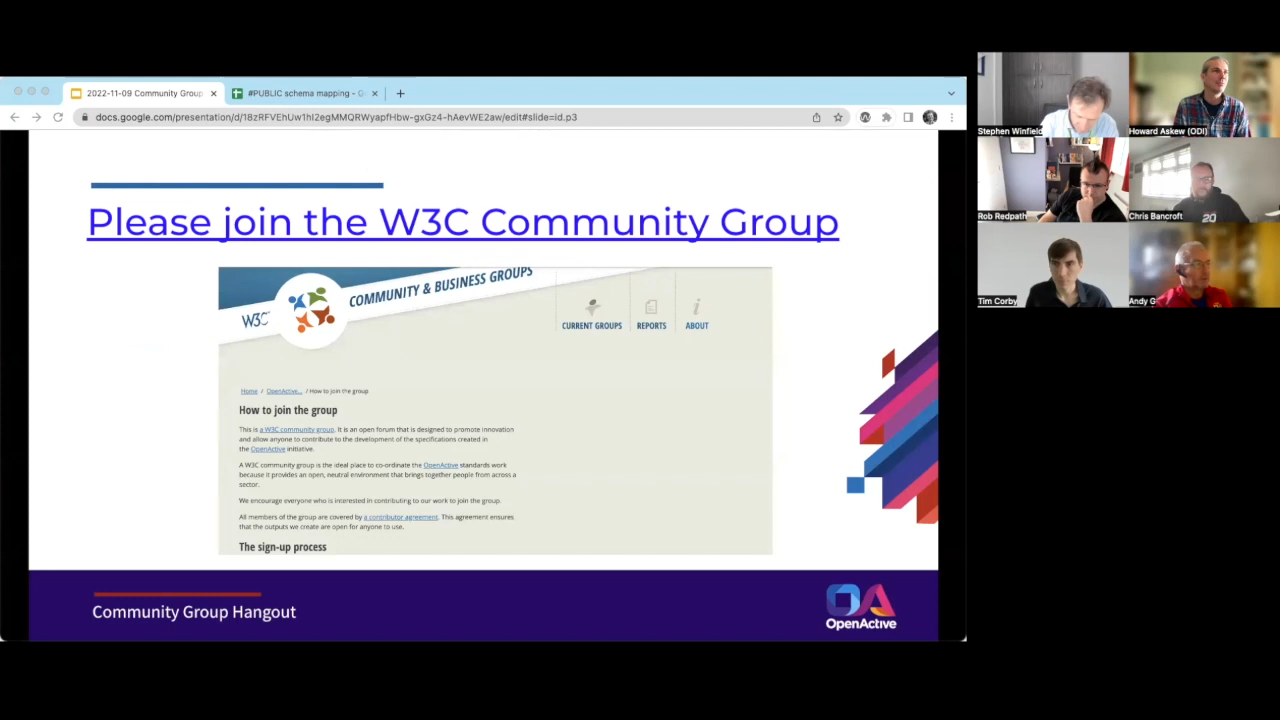 2022-11-09 Community Group
#PUBLIC schema mapping - G
docs.google.com/presentation/d/18zRFVEhUw1hI2egMMQRWyapfHbw-gxGz4-hAevWE2aw/edit#slide=id.p3
Please join the W3C Community Group
W3C
COMMUNITY & BUSINESS GROUPS
CURRENT GROUPS
REPORTS
ABOUT
Home / OpenActive... / How to join the group
How to join the group
This is a W3C community group. It is an open forum that is designed to promote innovation
and allow anyone to contribute to the development of the specifications created in
the OpenActive initiative.
A W3C community group is the ideal place to co-ordinate the OpenActive standards work
because it provides an open, neutral environment that brings together people from across a
sector.
We encourage everyone who is interested in contributing to our work to join the group.
All members of the group are covered by a contributor agreement. This agreement ensures
that the outputs we create are open for anyone to use.
The sign-up process
Community Group Hangout
OpenActive
Stephen Winfield
Howard Askew (ODI)
Rob Redpath
Chris Bancroft
20
Tim Corby
Andy G